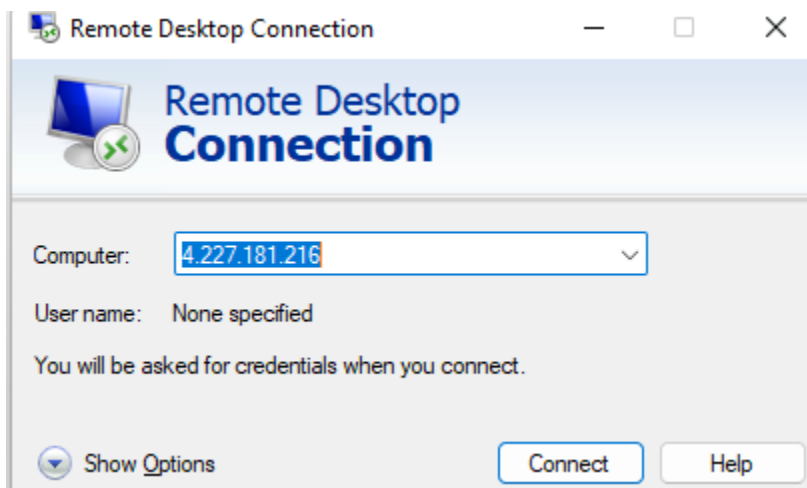 Remote Desktop Connection
Remote Desktop
Connection
Computer: 4.227.181.216
User name: None specified
You will be asked for credentials when you connect.
Show Options Connect Help